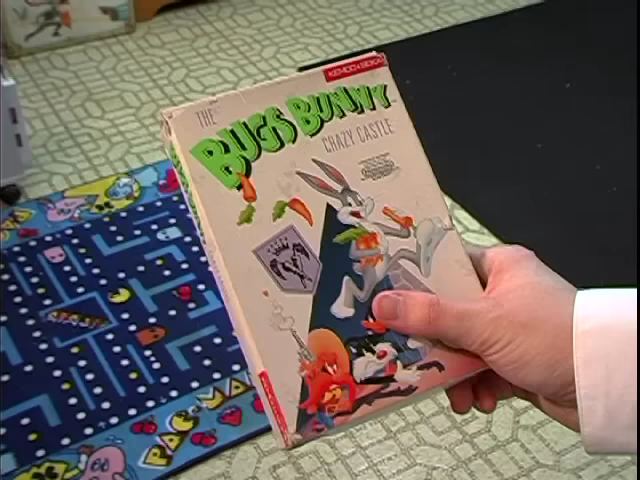 KEMCO★SEIKA
THE
BUGS BUNNY
CRAZY CASTLE
PAC-MAN